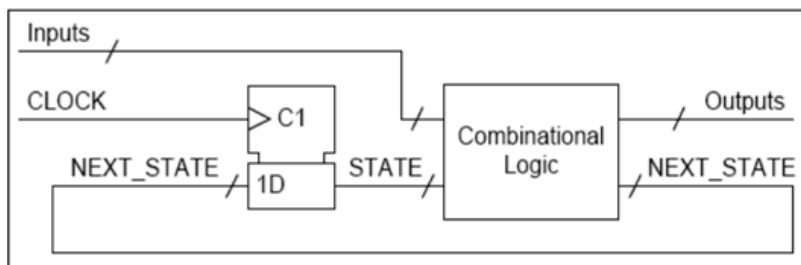 Inputs
CLOCK
C1
Combinational
Logic
Outputs
NEXT_STATE
1D
STATE
NEXT_STATE